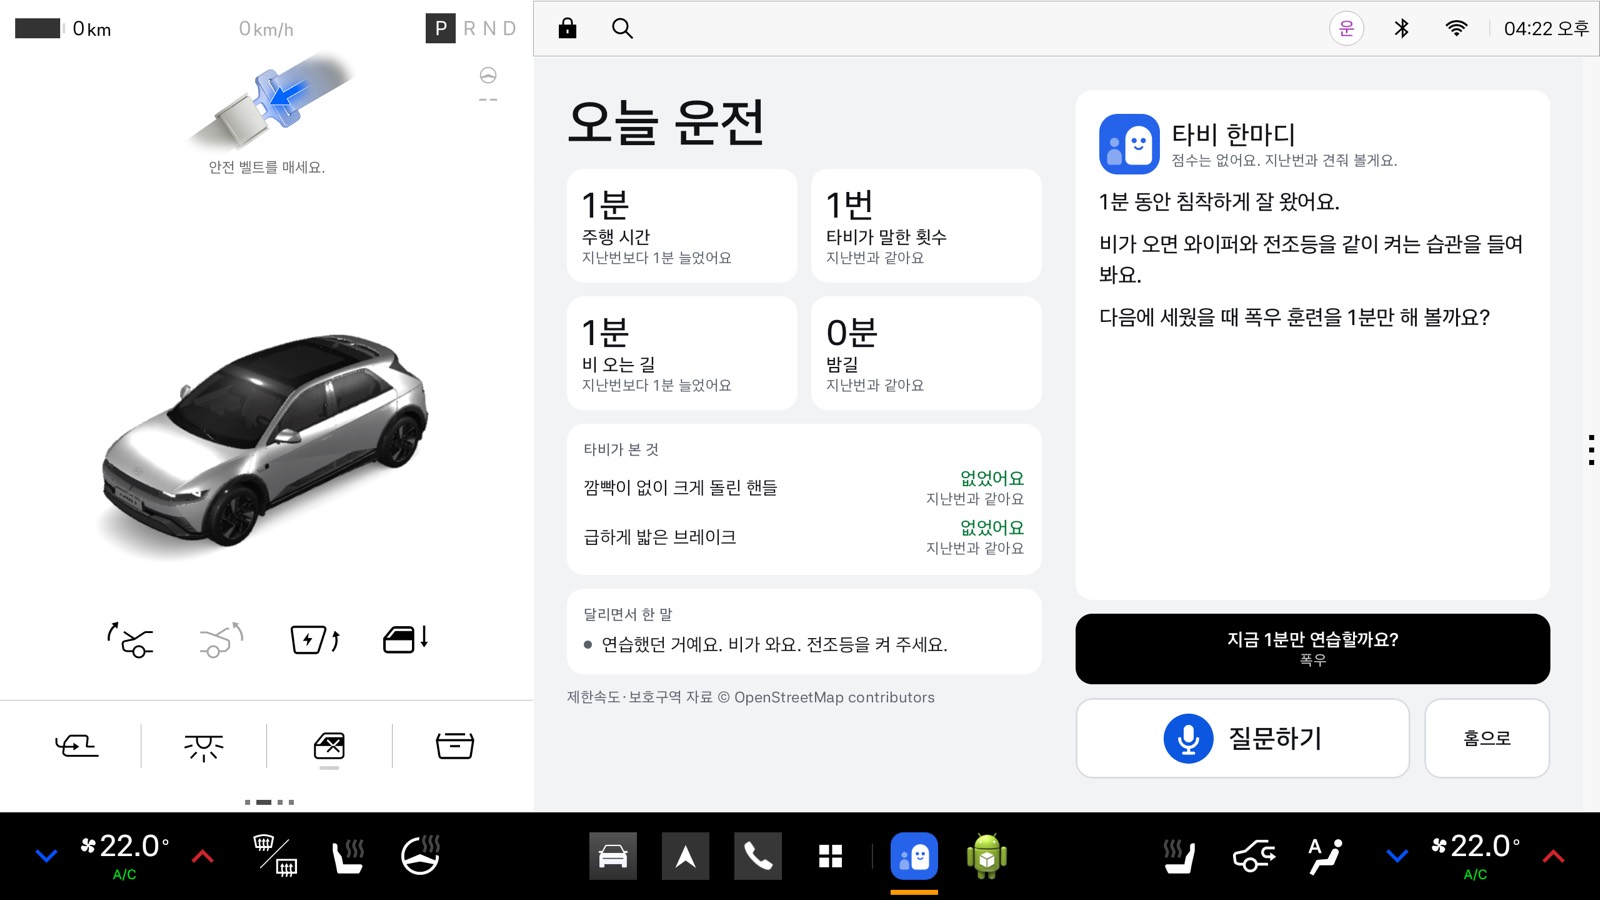 0 km
0 km/h
P R N D
안전 벨트를 매세요.
운
04:22 오후
오늘 운전
1분
주행 시간
지난번보다 1분 늘었어요
1번
타비가 말한 횟수
지난번과 같아요
1분
비 오는 길
지난번보다 1분 늘었어요
0분
밤길
지난번과 같아요
타비가 본 것
깜빡이 없이 크게 돌린 핸들
없었어요
지난번과 같아요
급하게 밟은 브레이크
없었어요
지난번과 같아요
달리면서 한 말
연습했던 거예요. 비가 와요. 전조등을 켜 주세요.
제한속도·보호구역 자료 © OpenStreetMap contributors
타비 한마디
점수는 없어요. 지난번과 견줘 볼게요.
1분 동안 침착하게 잘 왔어요.
비가 오면 와이퍼와 전조등을 같이 켜는 습관을 들여
봐요.
다음에 세웠을 때 폭우 훈련을 1분만 해 볼까요?
지금 1분만 연습할까요?
폭우
질문하기
홈으로
22.0°
A/C
A
22.0°
A/C